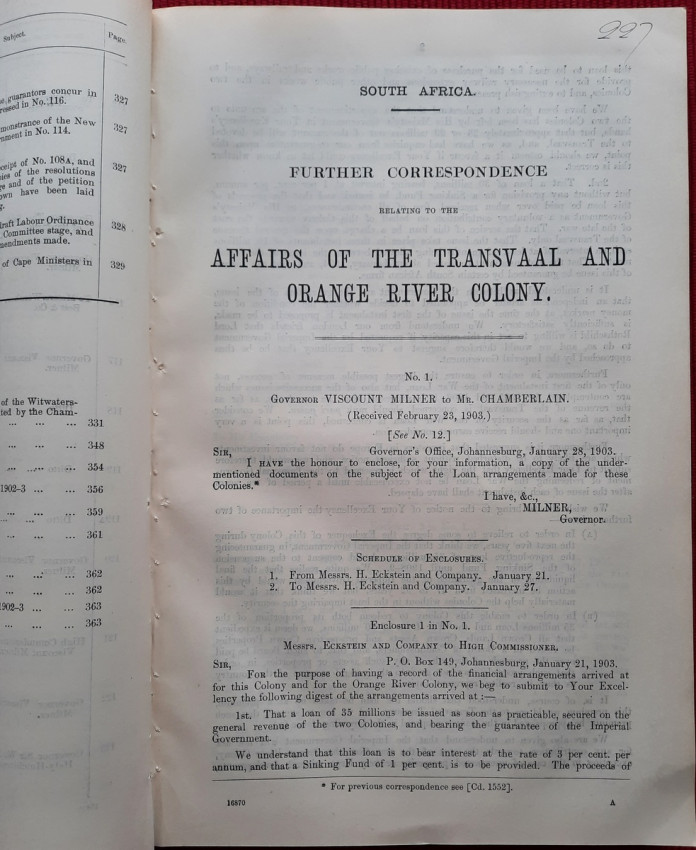 Subject.
Page.
guarantors concur in
essed in No. 116.
327
monstrance of the New
nment in No. 114.
327
ceipt of No. 108A, and
ies of the resolutions
ge and of the petition
own have been laid
327
raft Labour Ordinance
Committee stage, and
mendments made.
328
of Cape Ministers in
329
of the Witwaters-
ted by the Cham-
... ... ... 331
... ... ... 348
... ... ... 354
1902-3 ... ... 356
... ... ... 359
... ... ... 361
... ... ... 362
... ... ... 362
1902-3 ... ... 363
... ... ... 363
227
SOUTH AFRICA.
FURTHER CORRESPONDENCE
RELATING TO THE
AFFAIRS OF THE TRANSVAAL AND
ORANGE RIVER COLONY.
No. 1.
GOVERNOR VISCOUNT MILNER to MR. CHAMBERLAIN.
(Received February 23, 1903.)
[See No. 12.]
SIR, Governor's Office, Johannesburg, January 28, 1903.
I HAVE the honour to enclose, for your information, a copy of the under-
mentioned documents on the subject of the Loan arrangements made for these
Colonies.*
I have, &c.,
MILNER,
Governor.
SCHEDULE OF ENCLOSURES.
1. From Messrs. H. Eckstein and Company. January 21.
2. To Messrs. H. Eckstein and Company. January 27.
Enclosure 1 in No. 1.
MESSRS. ECKSTEIN AND COMPANY to HIGH COMMISSIONER.
SIR, P. O. Box 149, Johannesburg, January 21, 1903.
FOR the purpose of having a record of the financial arrangements arrived at
for this Colony and for the Orange River Colony, we beg to submit to Your Excel-
lency the following digest of the arrangements arrived at :—
1st. That a loan of 35 millions be issued as soon as practicable, secured on the
general revenue of the two Colonies, and bearing the guarantee of the Imperial
Government.
We understand that this loan is to bear interest at the rate of 3 per cent. per
annum, and that a Sinking Fund of 1 per cent. is to be provided. The proceeds of
* For previous correspondence see [Cd. 1552].
16870 A